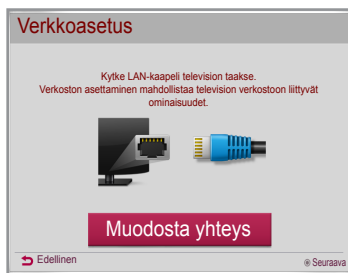 Verkkoasetus
Kytke LAN-kaapeli television taakse.
Verkoston asettaminen mahdollistaa television verkostoon liittyvät
ominaisuudet.
Muodosta yhteys
Edellinen
Seuraava